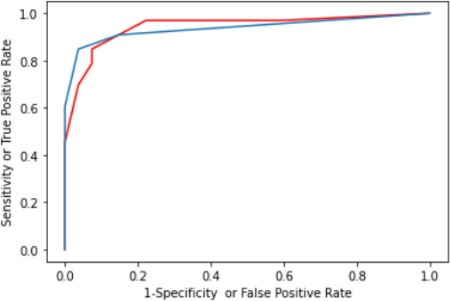 1.0
0.8
0.6
0.4
0.2
0.0
Sensitivity or True Positive Rate
0.0 0.2 0.4 0.6 0.8 1.0
1-Specificity or False Positive Rate